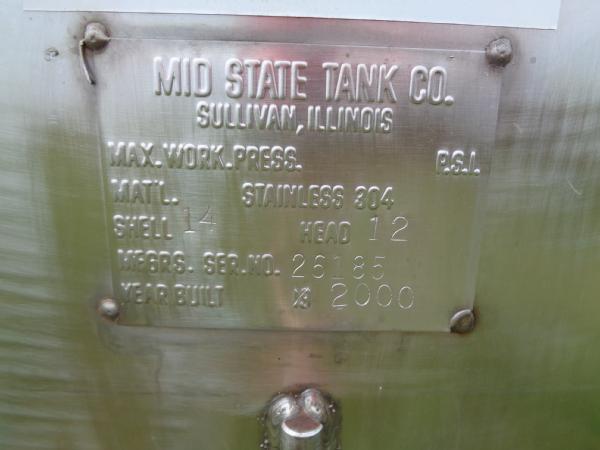 MID STATE TANK CO.
SULLIVAN, ILLINOIS
MAX. WORK. PRESS. P.S.I.
MAT'L. STAINLESS 304
SHELL 14 HEAD 12
MFGRS. SER. NO. 26185
YEAR BUILT 2000